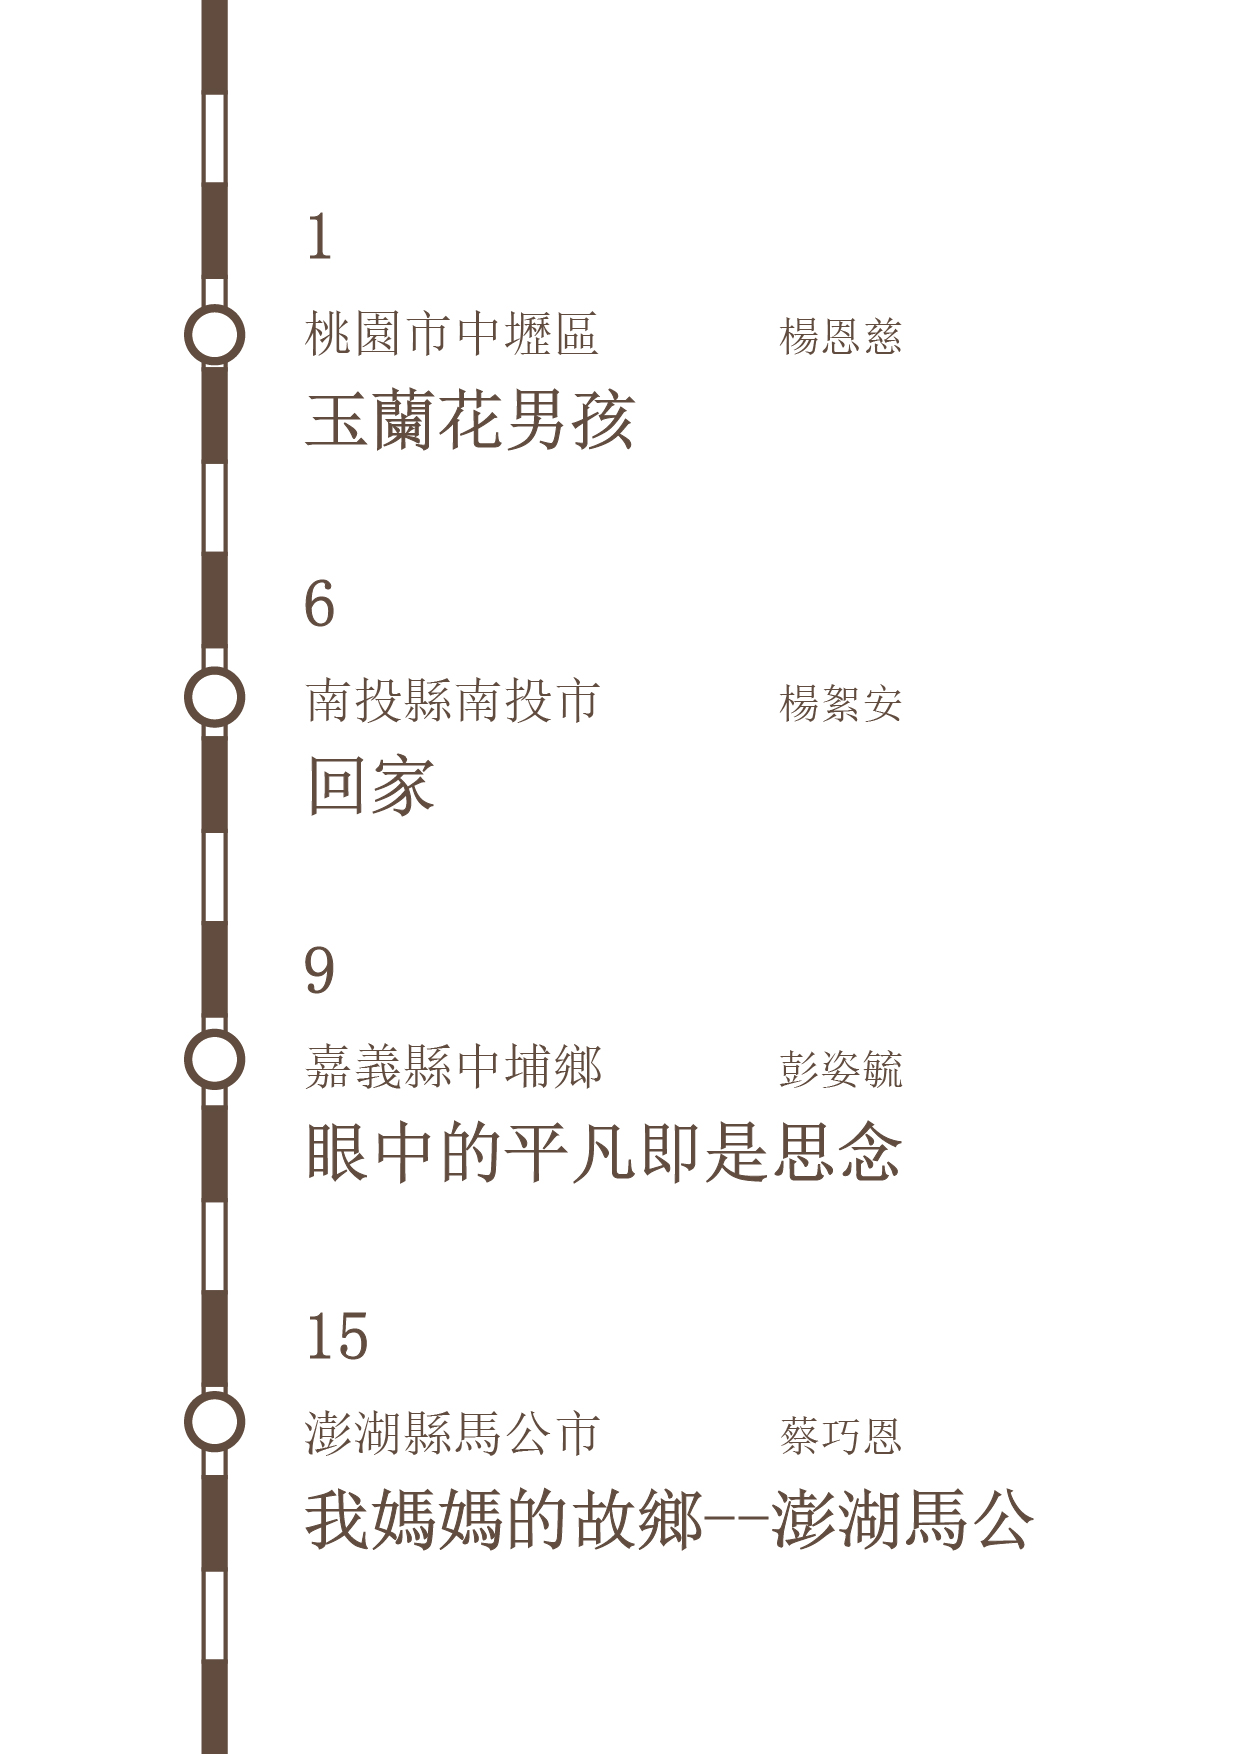 1
桃園市中壢區 楊恩慈
玉蘭花男孩
6
南投縣南投市 楊絮安
回家
9
嘉義縣中埔鄉 彭姿毓
眼中的平凡即是思念
15
澎湖縣馬公市 蔡巧恩
我媽媽的故鄉--澎湖馬公